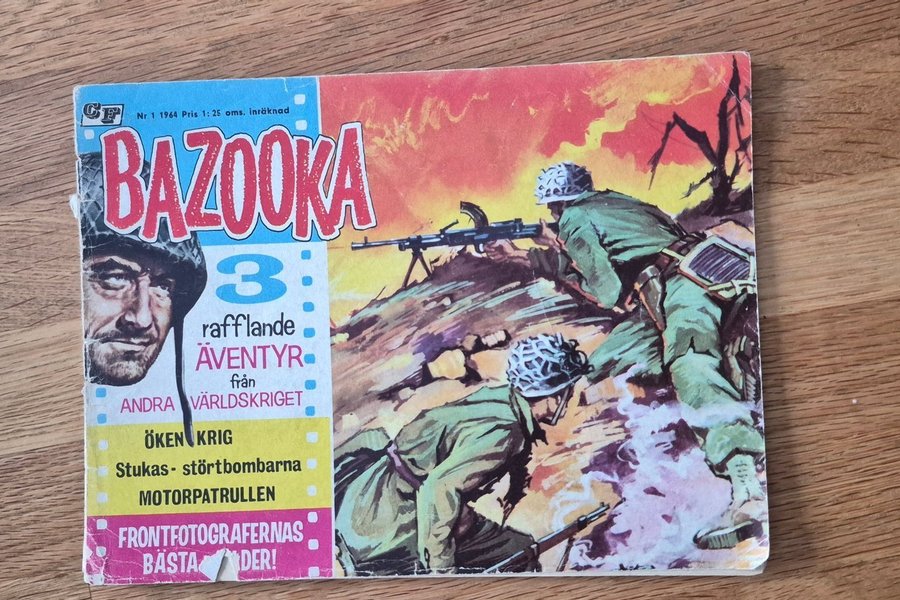 CF
Nr 1 1964 Pris 1:25 oms. inräknad
BAZOOKA
3
rafflande
ÄVENTYR
från
ANDRA VÄRLDSKRIGET
ÖKENKRIG
Stukas- störtbombarna
MOTORPATRULLEN
FRONTFOTOGRAFERNAS
BÄSTA DER!